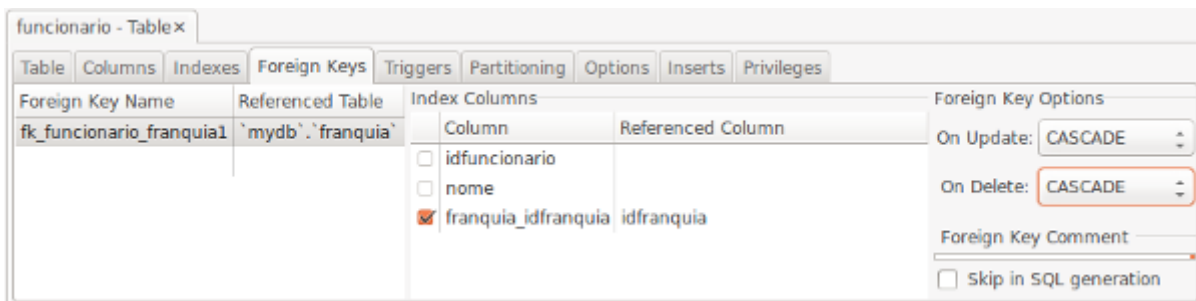 funcionario - Table×
Table Columns Indexes Foreign Keys Triggers Partitioning Options Inserts Privileges
Foreign Key Name Referenced Table
fk_funcionario_franquia1 `mydb`.`franquia`
Index Columns
Column Referenced Column
idfuncionario
nome
franquia_idfranquia idfranquia
Foreign Key Options
On Update: CASCADE
On Delete: CASCADE
Foreign Key Comment
Skip in SQL generation